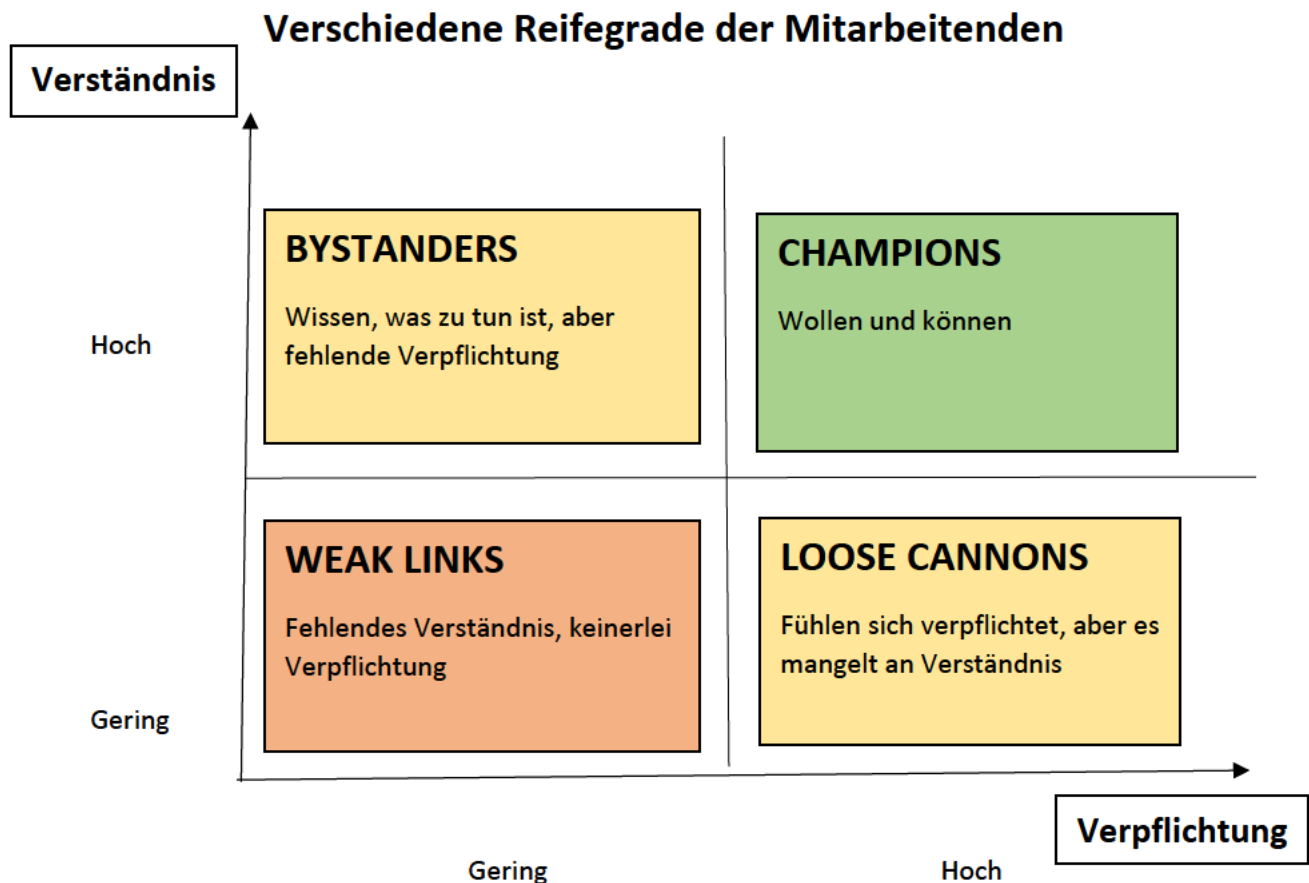 Verschiedene Reifegrade der Mitarbeitenden
Verständnis
Hoch
BYSTANDERS
Wissen, was zu tun ist, aber
fehlende Verpflichtung
CHAMPIONS
Wollen und können
Gering
WEAK LINKS
Fehlendes Verständnis, keinerlei
Verpflichtung
LOOSE CANNONS
Fühlen sich verpflichtet, aber es
mangelt an Verständnis
Verpflichtung
Gering
Hoch